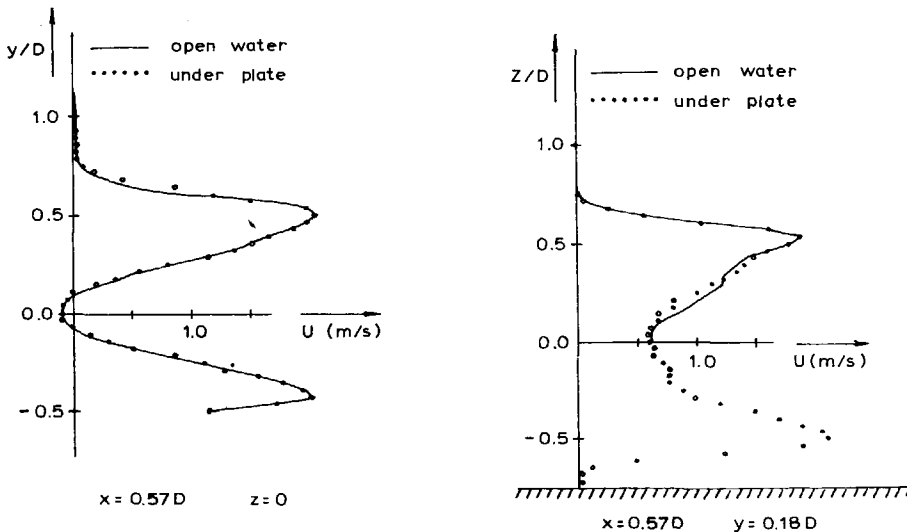 y/D
open water
under plate
1.0
0.5
0.0
-0.5
1.0
U (m/s)
x = 0.57D z = 0
Z/D
open water
under plate
1.0
0.5
0.0
-0.5
1.0
U(m/s)
x = 0.57D y = 0.18D